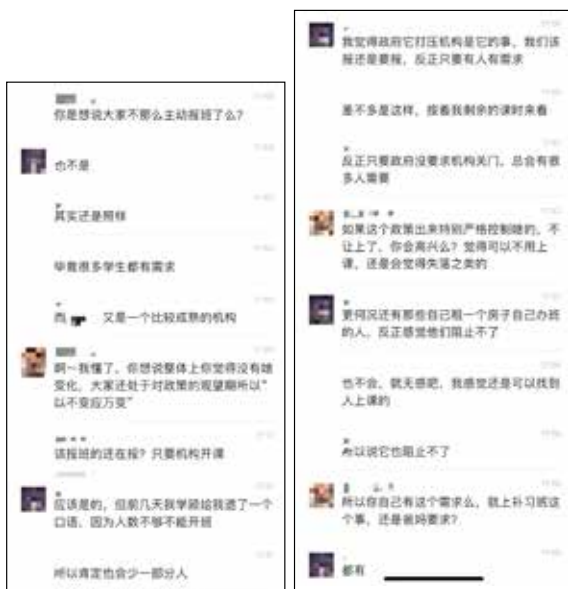 你是想说大家不那么主动报班了么？
也不是
其实还是照样
毕竟很多学生都有需求
而
又是一个比较成熟的机构
啊～我懂了，你想说整体上你觉得没有啥
变化，大家还处于对政策的观望期所以“
以不变应万变”
该报班的还在报？只要机构开课
应该是的，但前几天我学顾给我退了一个
口语，因为人数不够不能开班
所以肯定也会少一部分人
我觉得政府它打压机构是它的事，我们该
报还是要报，反正只要有人有需求
差不多是这样，按着我剩余的课时来看
反正只要政府没要求机构关门，总会有很
多人需要
如果这个政策出来特别严格控制啥的，不
让上了，你会高兴么？觉得可以不用上
课，还是会觉得失落之类的
更何况还有那些自己租一个房子自己办班
的人，反正感觉他们阻止不了
也不会，就无感吧，我感觉还是可以找到
人上课的
所以说它也阻止不了
所以你自己有这个需求么，就上补习班这
个事，还是爸妈要求？
都有